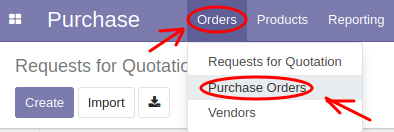 Purchase Orders Products Reporting
Requests for Quotation
Requests for Quotatio
Purchase Orders
Create Import
Vendors